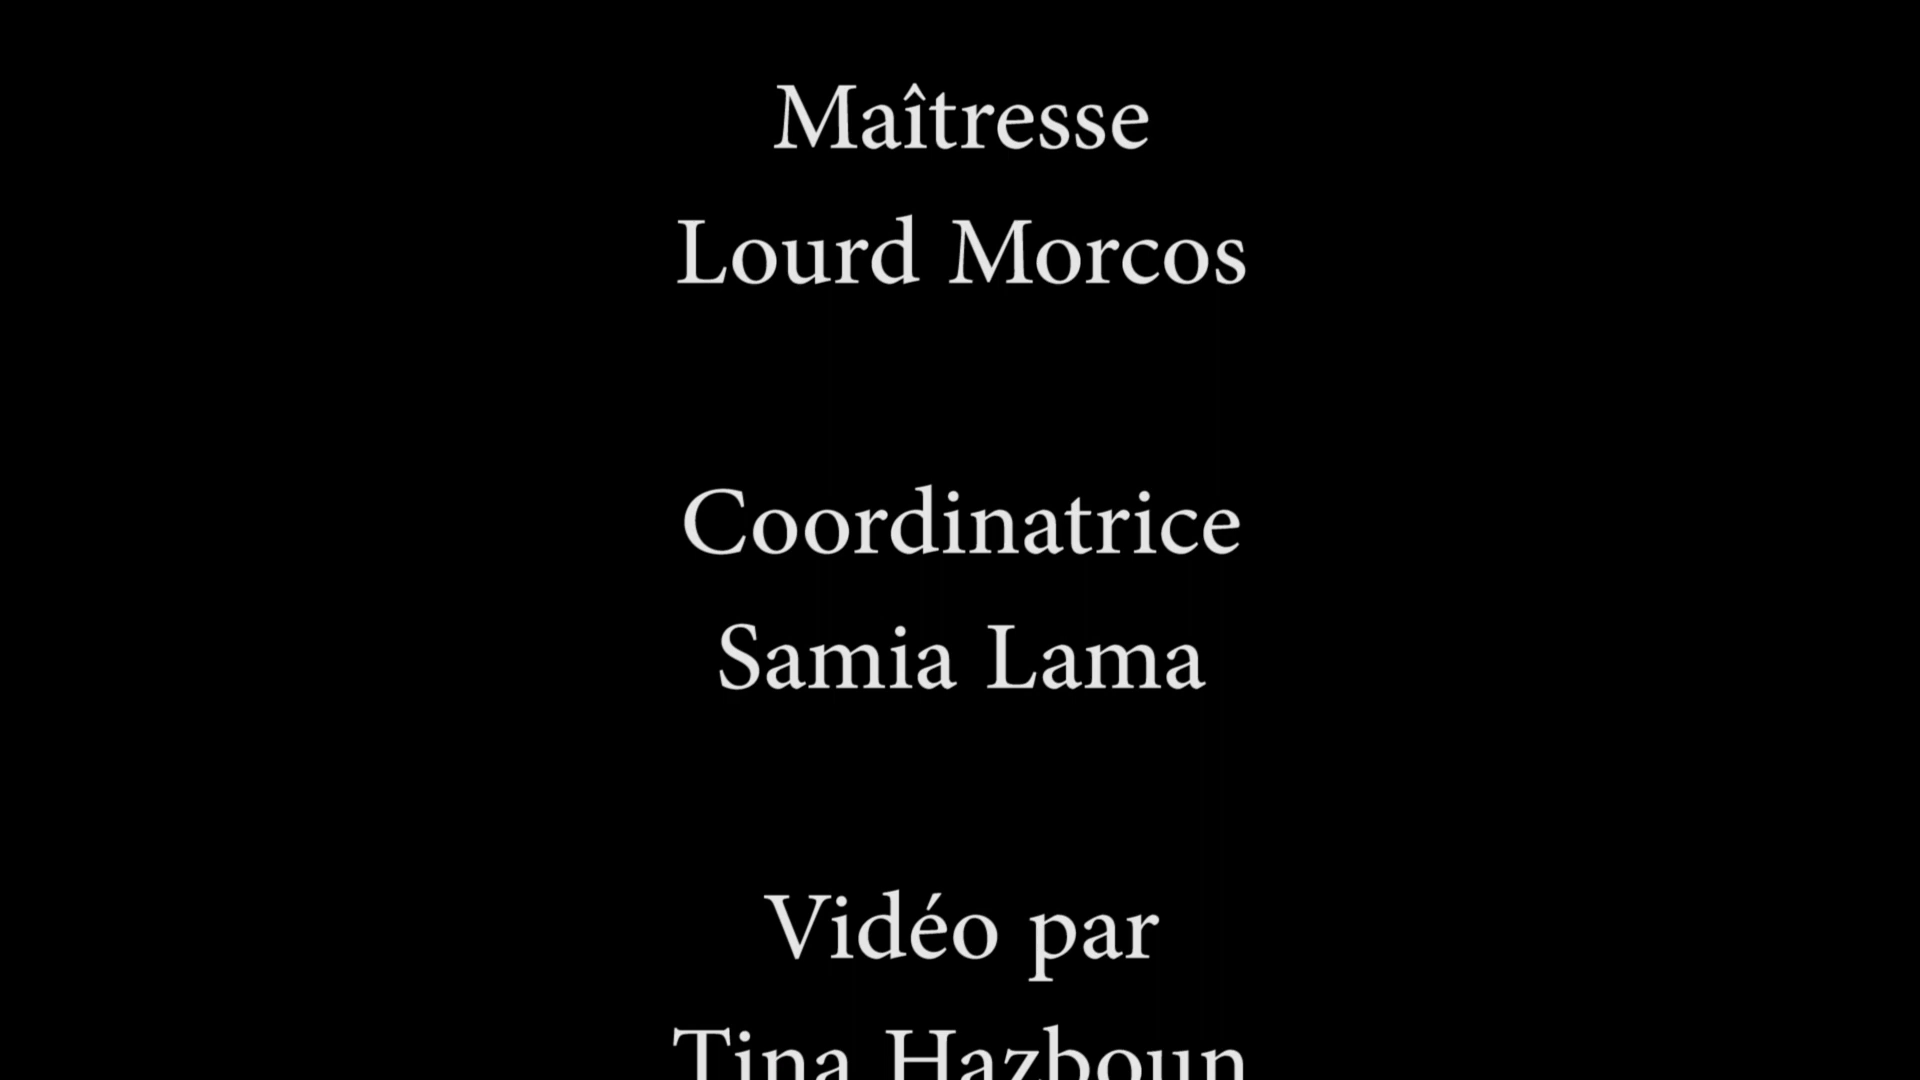 Maîtresse
Lourd Morcos
Coordinatrice
Samia Lama
Vidéo par
Tina Hazboun